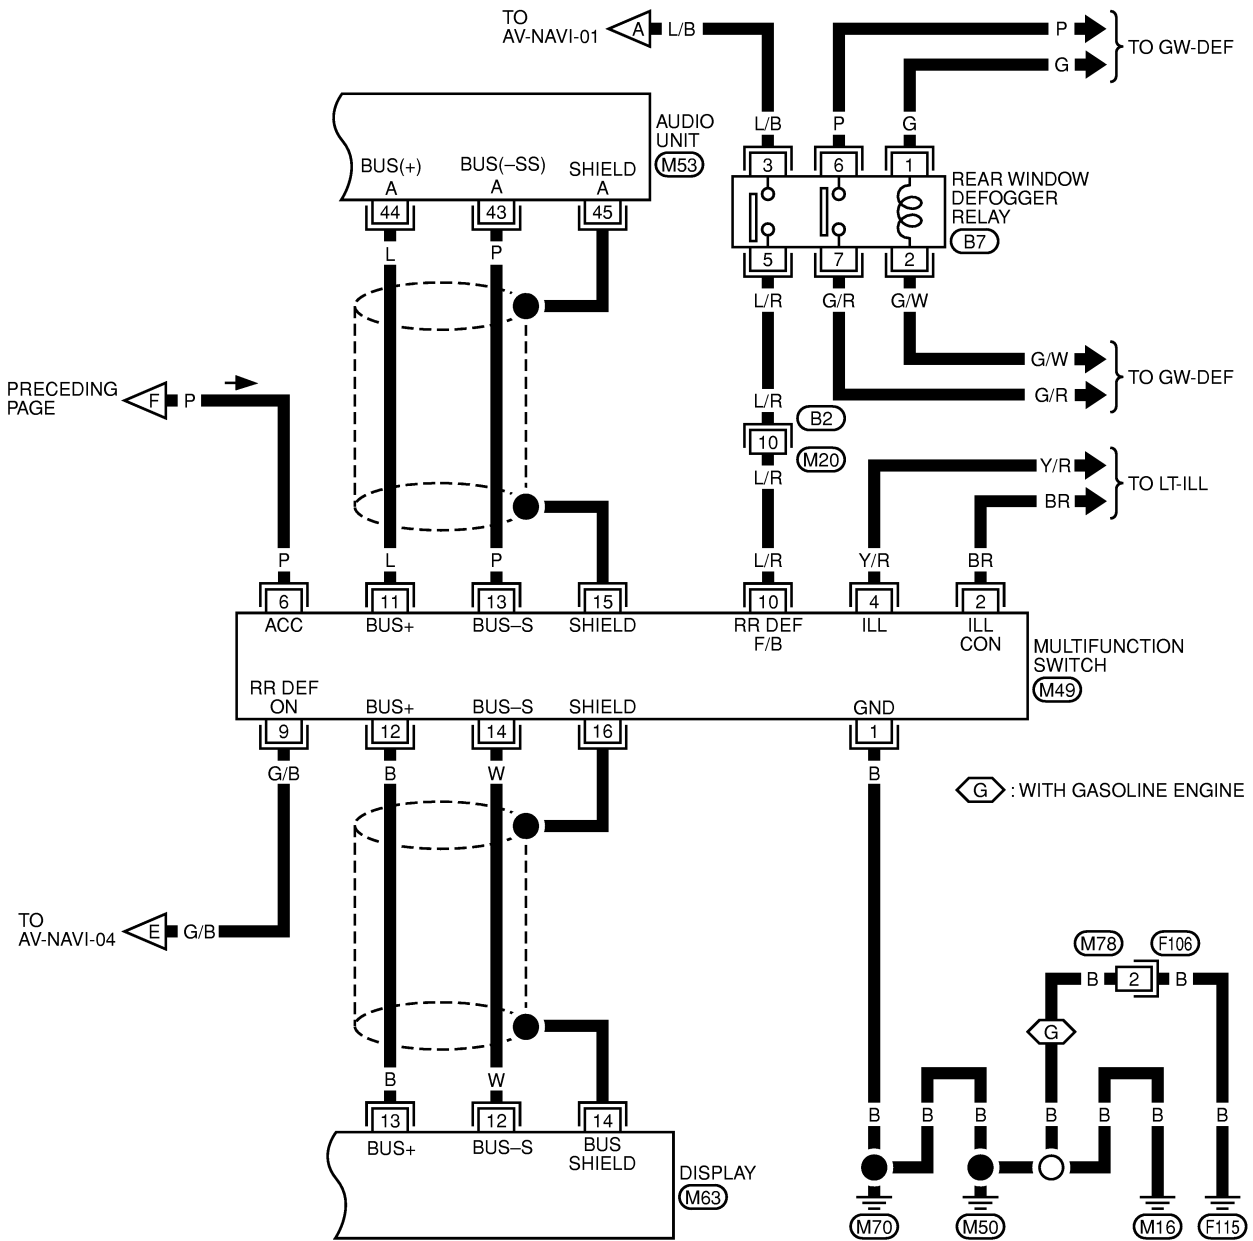 TO
AV-NAVI-01
A
L/B
P
G
TO GW-DEF
AUDIO
UNIT
M53
BUS(+)
A
BUS(–SS)
A
SHIELD
A
44
43
45
L/B
P
G
3
6
1
REAR WINDOW
DEFOGGER
RELAY
B7
5
7
2
L
P
L/R
G/R
G/W
G/W
G/R
TO GW-DEF
PRECEDING
PAGE
F
P
L/R
B2
10
M20
L/R
Y/R
BR
TO LT-ILL
P
L
P
L/R
Y/R
BR
6
11
13
15
10
4
2
ACC
BUS+
BUS–S
SHIELD
RR DEF
F/B
ILL
ILL
CON
MULTIFUNCTION
SWITCH
M49
RR DEF
ON
BUS+
BUS–S
SHIELD
GND
9
12
14
16
1
G/B
B
W
B
G
: WITH GASOLINE ENGINE
TO
AV-NAVI-04
E
G/B
M78
F106
B
2
B
G
B
W
13
12
14
BUS+
BUS–S
BUS
SHIELD
DISPLAY
M63
B
B
B
B
B
B
B
M70
M50
M16
F115